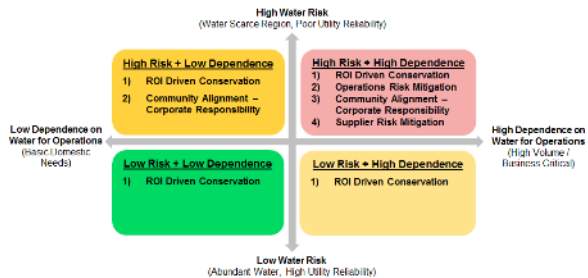 High Water Risk
(Water Scarce Region, Poor Utility Reliability)
High Risk + Low Dependence
1) ROI Driven Conservation
2) Community Alignment –
Corporate Responsibility
High Risk + High Dependence
1) ROI Driven Conservation
2) Operations Risk Mitigation
3) Community Alignment –
Corporate Responsibility
4) Supplier Risk Mitigation
Low Dependence on
Water for Operations
(Basic Domestic
Needs)
High Dependence on
Water for Operations
(High Volume /
Business Critical)
Low Risk + Low Dependence
1) ROI Driven Conservation
Low Risk + High Dependence
1) ROI Driven Conservation
Low Water Risk
(Abundant Water, High Utility Reliability)